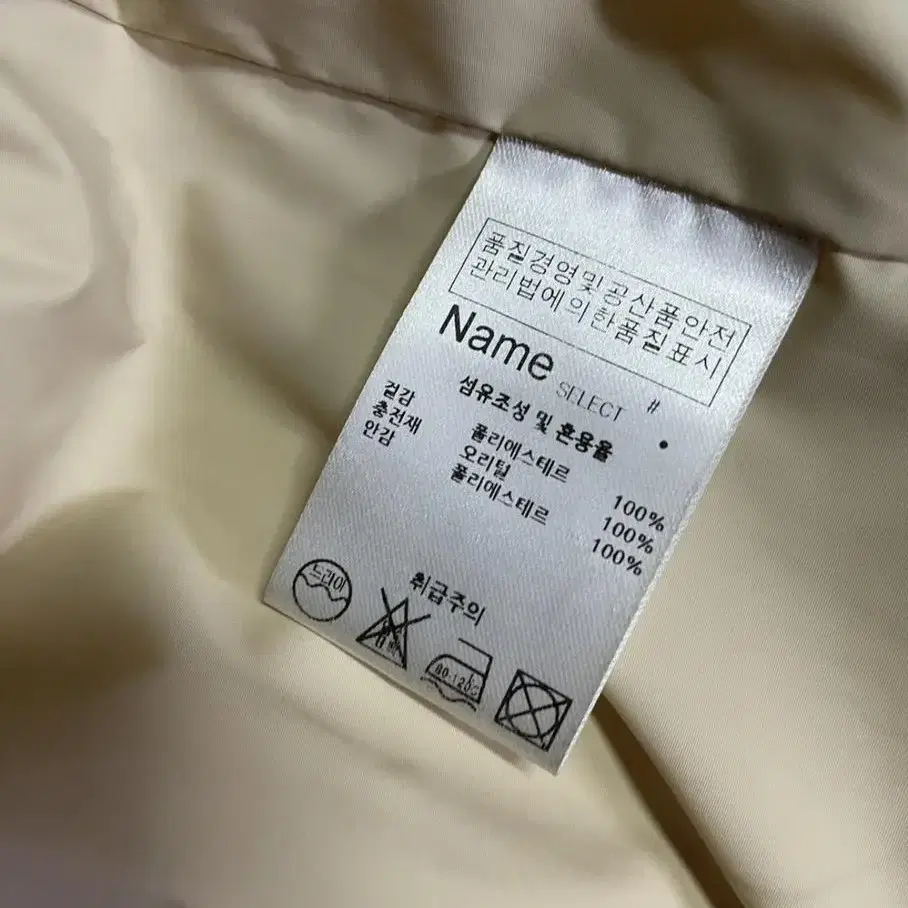 품질경영및공산품안전
관리법에의한품질표시
Name SELECT #
섬유조성 및 혼용율
겉감 폴리에스테르 100%
충전재 오리털 100%
안감 폴리에스테르 100%
취급주의
드라이
80-120℃